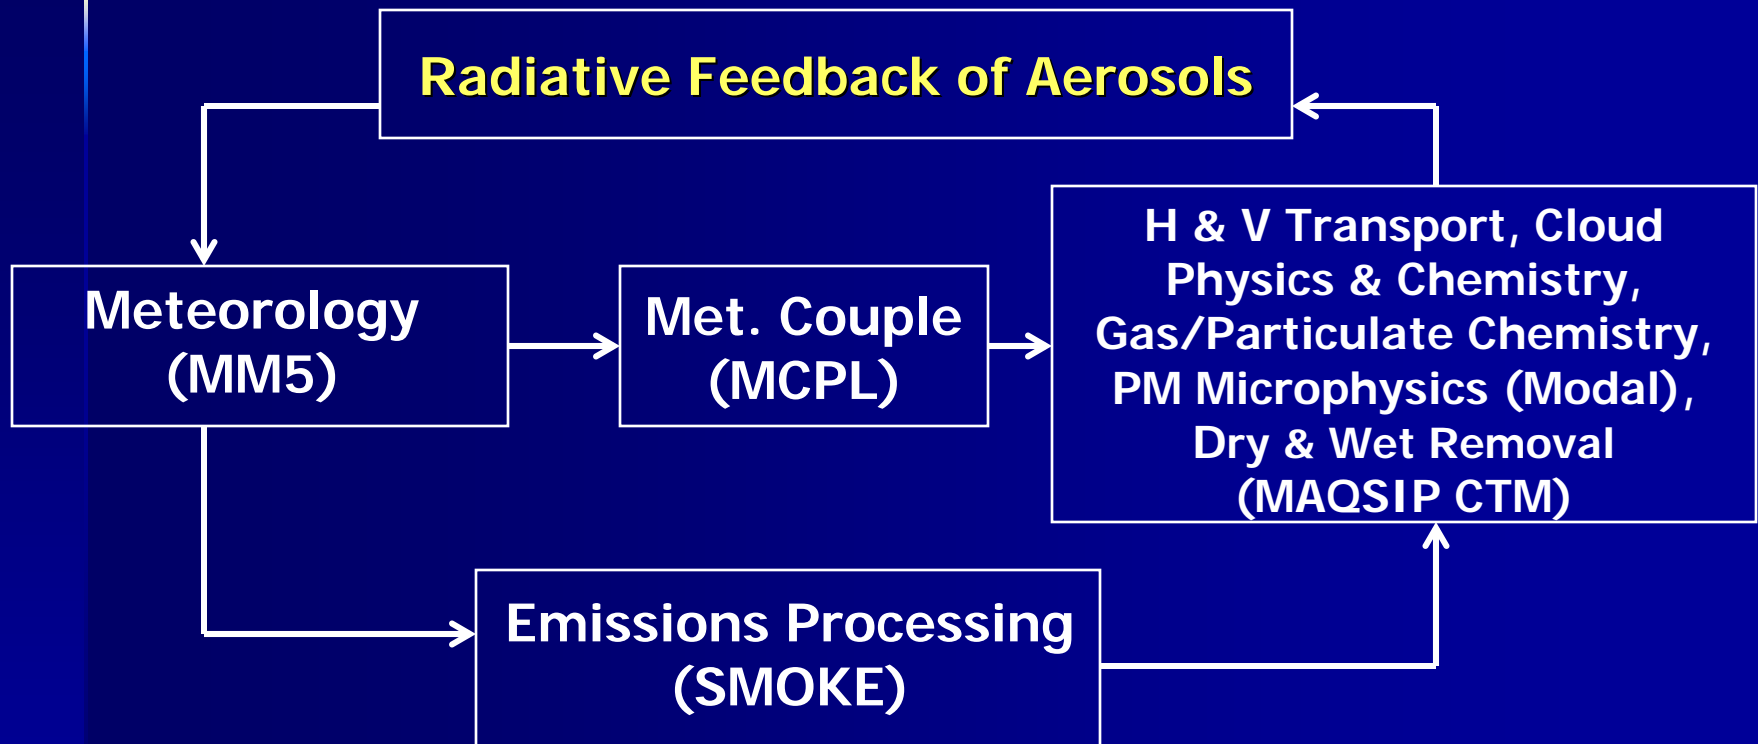 Radiative Feedback of Aerosols
Meteorology
(MM5)
Met. Couple
(MCPL)
H & V Transport, Cloud
Physics & Chemistry,
Gas/Particulate Chemistry,
PM Microphysics (Modal),
Dry & Wet Removal
(MAQSIP CTM)
Emissions Processing
(SMOKE)